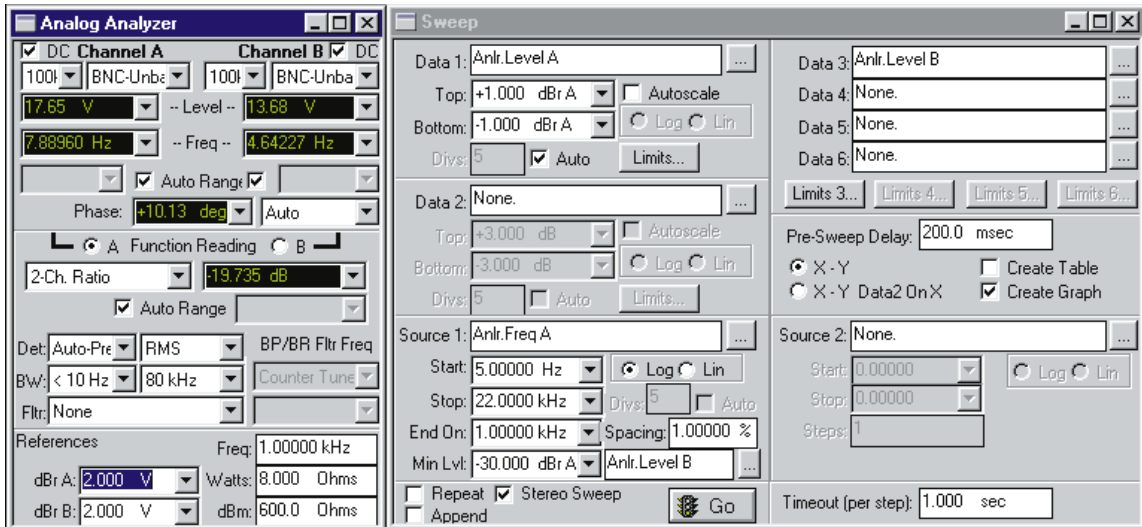 Analog Analyzer
DC Channel A Channel B DC
100k BNC-Unba 100k BNC-Unba
17.65 V -- Level -- 13.68 V
7.88960 Hz -- Freq -- 4.64227 Hz
Auto Range
Phase: +10.13 deg Auto
A Function Reading B
2-Ch. Ratio -19.735 dB
Auto Range
Det: Auto-Pre RMS BP/BR Fltr Freq
BW: < 10 Hz 80 kHz Counter Tune
Fltr: None
References Freq: 1.00000 kHz
dBr A: 2.000 V Watts: 8.000 Ohms
dBr B: 2.000 V dBm: 600.0 Ohms
Sweep
Data 1: Anlr.Level A ...
Top: +1.000 dBr A Autoscale
Bottom: -1.000 dBr A Log Lin
Divs: 5 Auto Limits...
Data 2: None. ...
Top: +3.000 dB Autoscale
Bottom: -3.000 dB Log Lin
Divs: 5 Auto Limits...
Source 1: Anlr.Freq A ...
Start: 5.00000 Hz Log Lin
Stop: 22.0000 kHz Divs: 5 Auto
End On: 1.00000 kHz Spacing: 1.00000 %
Min Lvl: -30.000 dBr A Anlr.Level B ...
Repeat Stereo Sweep
Append Go
Data 3: Anlr.Level B ...
Data 4: None. ...
Data 5: None. ...
Data 6: None. ...
Limits 3... Limits 4... Limits 5... Limits 6...
Pre-Sweep Delay: 200.0 msec
X - Y Create Table
X - Y Data2 On X Create Graph
Source 2: None. ...
Start: 0.00000 Log Lin
Stop: 0.00000
Steps: 1
Timeout (per step): 1.000 sec